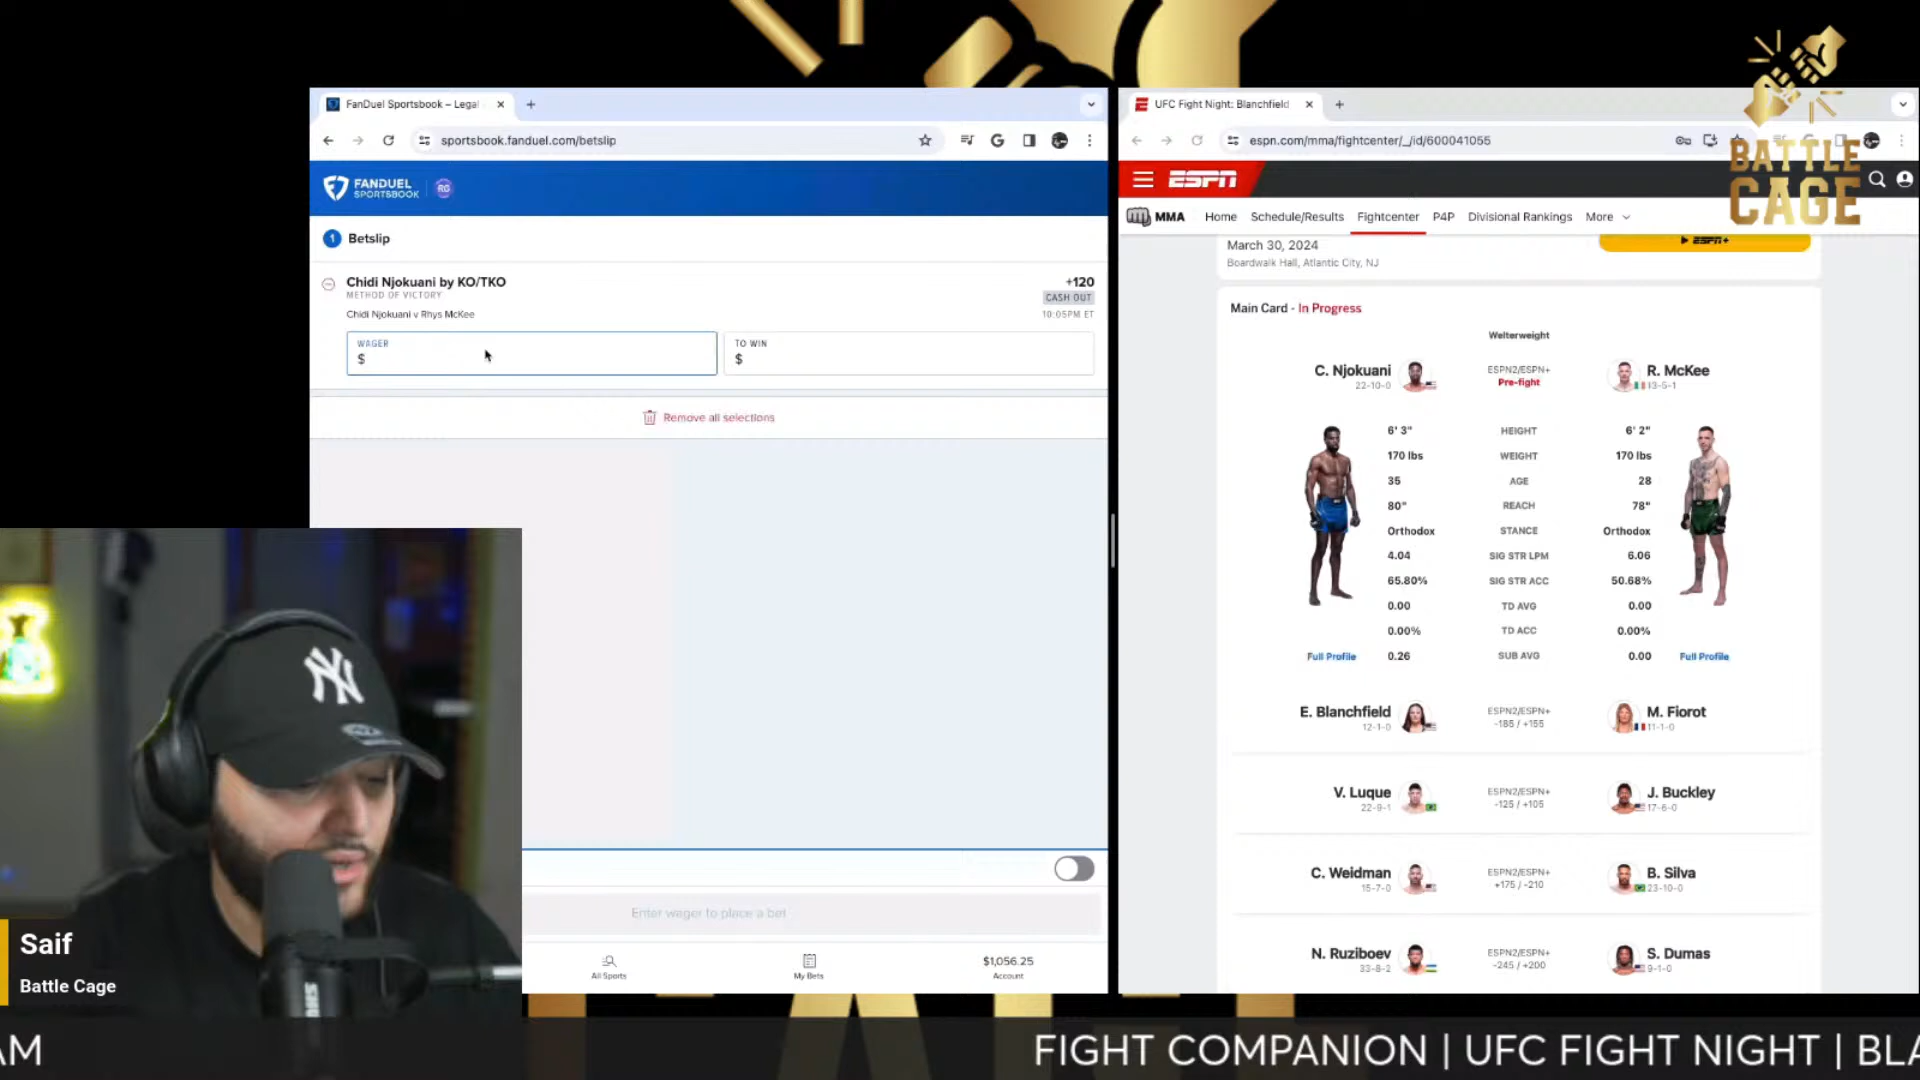 FanDuel Sportsbook – Legal
sportsbook.fanduel.com/betslip
FANDUEL
SPORTSBOOK
RG
1 Betslip
Chidi Njokuani by KO/TKO +120
METHOD OF VICTORY CASH OUT
Chidi Njokuani v Rhys McKee 10:05PM ET
WAGER
$
TO WIN
$
Remove all selections
Enter wager to place a bet
All Sports
My Bets
$1,056.25
Account
UFC Fight Night: Blanchfield
espn.com/mma/fightcenter/_/id/600041055
BATTLE
CAGE
ESPN
MMA Home Schedule/Results Fightcenter P4P Divisional Rankings More
March 30, 2024
Boardwalk Hall, Atlantic City, NJ
ESPN+
Main Card - In Progress
Welterweight
C. Njokuani ESPN2/ESPN+ R. McKee
22-10-0 Pre-fight 13-5-1
6' 3" HEIGHT 6' 2"
170 lbs WEIGHT 170 lbs
35 AGE 28
80" REACH 78"
Orthodox STANCE Orthodox
4.04 SIG STR LPM 6.06
65.80% SIG STR ACC 50.68%
0.00 TD AVG 0.00
0.00% TD ACC 0.00%
Full Profile 0.26 SUB AVG 0.00 Full Profile
E. Blanchfield ESPN2/ESPN+ M. Fiorot
12-1-0 -185 / +155 11-1-0
V. Luque ESPN2/ESPN+ J. Buckley
22-9-1 -125 / +105 17-6-0
C. Weidman ESPN2/ESPN+ B. Silva
15-7-0 +175 / -210 23-10-0
N. Ruziboev ESPN2/ESPN+ S. Dumas
33-8-2 -245 / +200 9-1-0
NY
Saif
Battle Cage
AM
FIGHT COMPANION | UFC FIGHT NIGHT | BLA